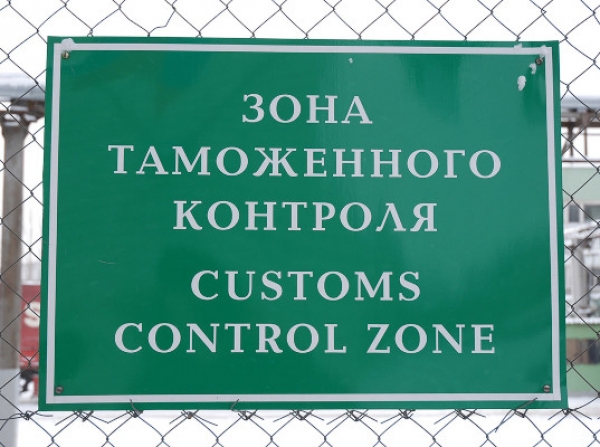 ЗОНА
ТАМОЖЕННОГО
КОНТРОЛЯ
CUSTOMS
CONTROL ZONE